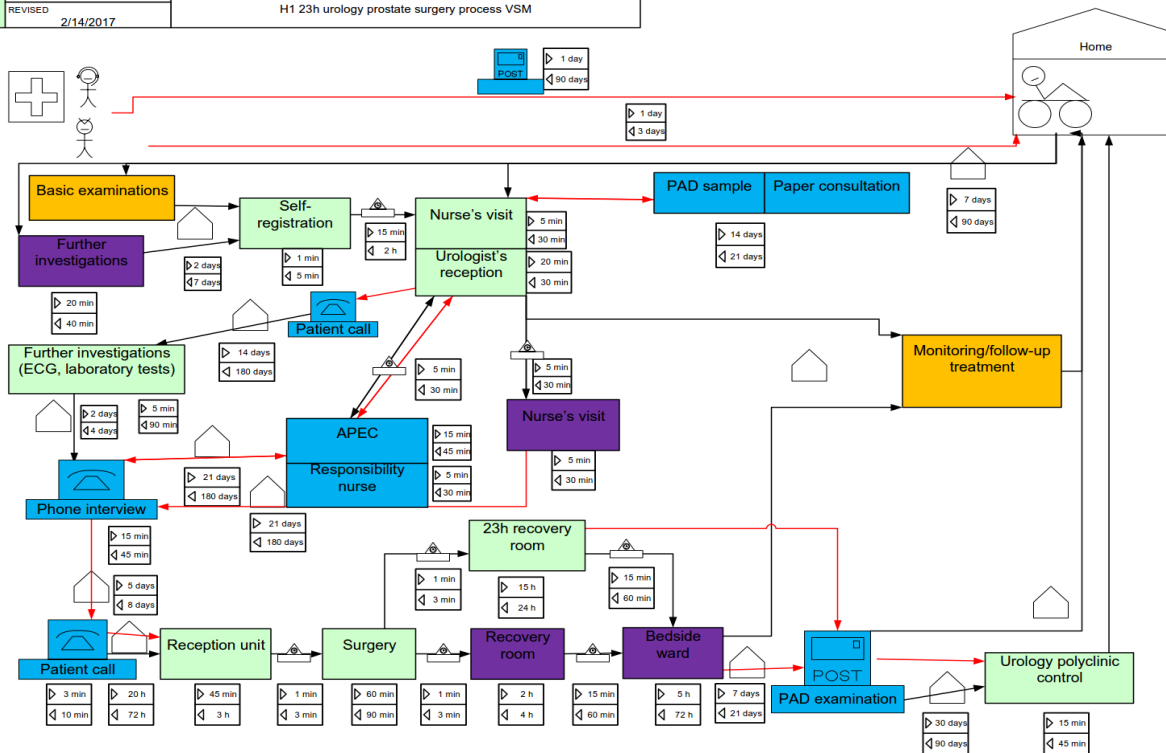 REVISED
2/14/2017
H1 23h urology prostate surgery process VSM
POST
1 day
90 days
Home
1 day
3 days
Basic examinations
Self-
registration
Nurse's visit
Urologist's
reception
PAD sample
Paper consultation
7 days
90 days
5 min
30 min
20 min
30 min
14 days
21 days
15 min
2 h
1 min
5 min
Further
investigations
2 days
7 days
20 min
40 min
Patient call
14 days
180 days
Further investigations
(ECG, laboratory tests)
5 min
30 min
5 min
30 min
Monitoring/follow-up
treatment
2 days
4 days
5 min
90 min
APEC
Responsibility
nurse
15 min
45 min
5 min
30 min
Nurse's visit
5 min
30 min
21 days
180 days
Phone interview
21 days
180 days
15 min
45 min
23h recovery
room
1 min
3 min
15 h
24 h
15 min
60 min
5 days
8 days
Patient call
Reception unit
Surgery
Recovery
room
Bedside
ward
POST
PAD examination
Urology polyclinic
control
3 min
10 min
20 h
72 h
45 min
3 h
1 min
3 min
60 min
90 min
1 min
3 min
2 h
4 h
15 min
60 min
5 h
72 h
7 days
21 days
30 days
90 days
15 min
45 min